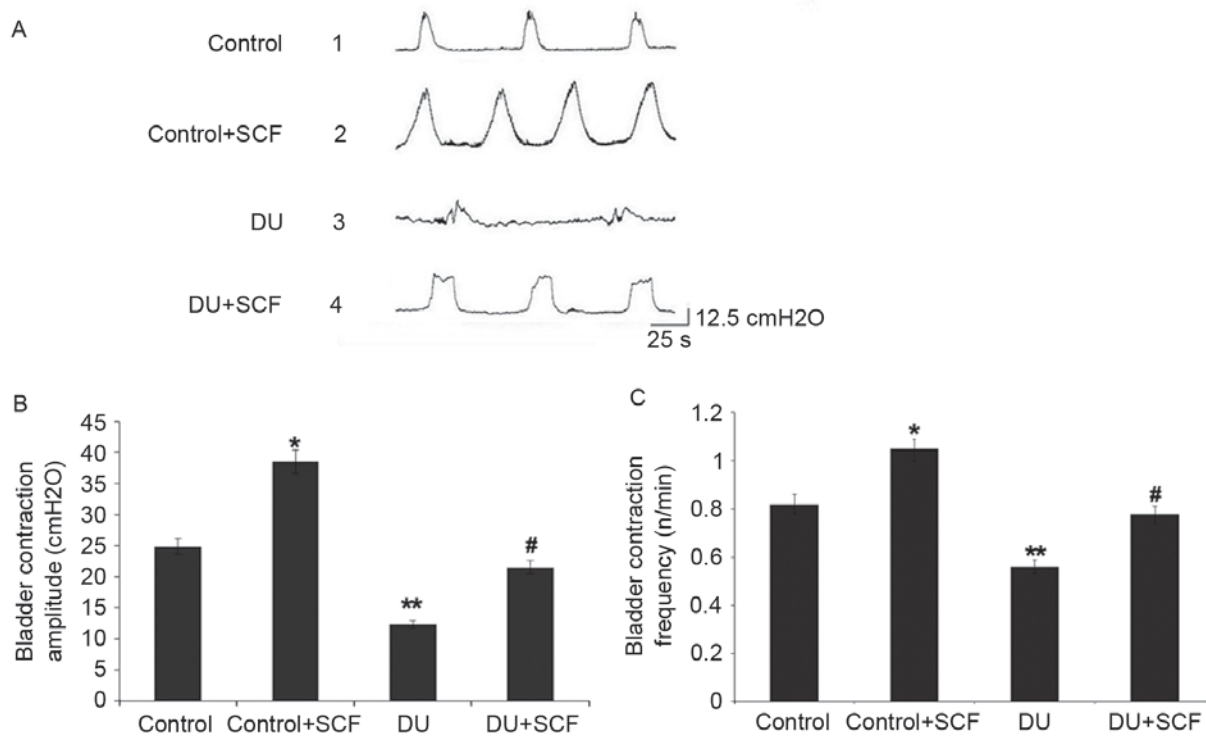 A
Control 1
Control+SCF 2
DU 3
DU+SCF 4
12.5 cmH2O
25 s
B
Bladder contraction
amplitude (cmH2O)
45
40
35
30
25
20
15
10
5
0
*
**
#
Control Control+SCF DU DU+SCF
C
Bladder contraction
frequency (n/min)
1.2
1
0.8
0.6
0.4
0.2
0
*
**
#
Control Control+SCF DU DU+SCF